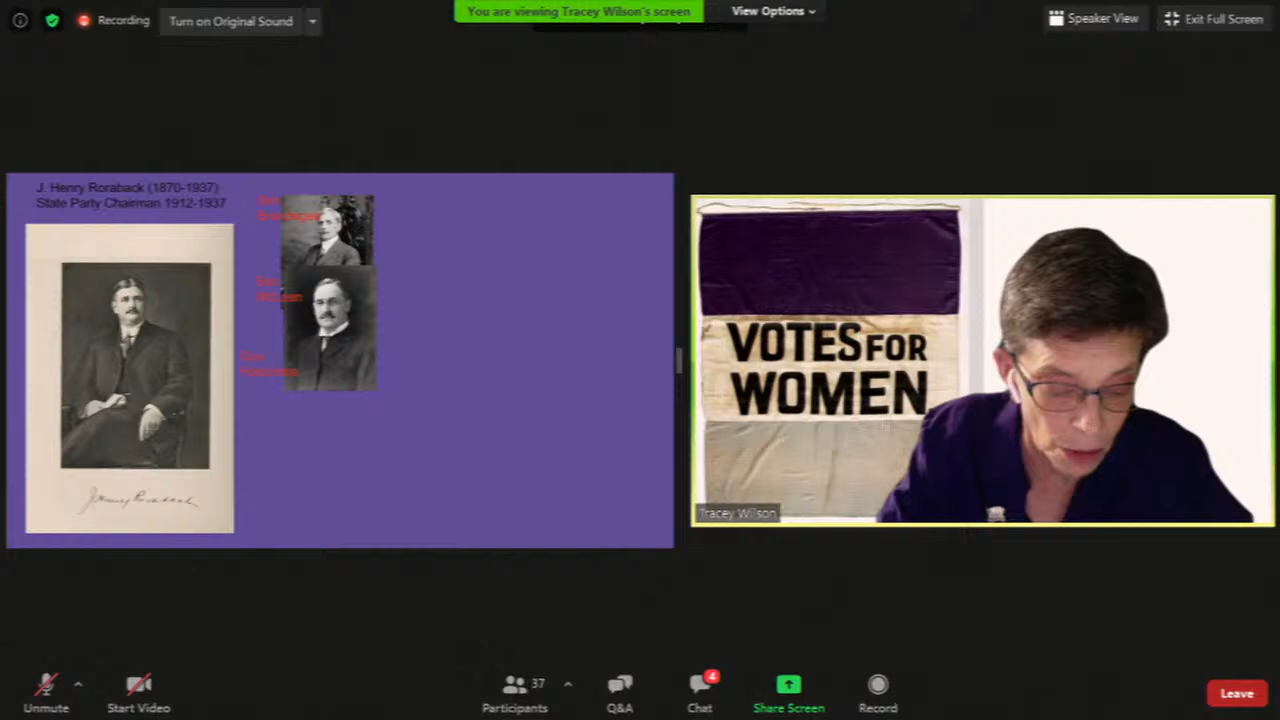 Recording
Turn on Original Sound
You are viewing Tracey Wilson's screen
View Options
Speaker View
Exit Full Screen
J. Henry Roraback (1870-1937)
State Party Chairman 1912-1937
J. Henry Roraback
VOTES FOR
WOMEN
Tracey Wilson
Unmute
Start Video
37
Participants
Q&A
4
Chat
Share Screen
Record
Leave